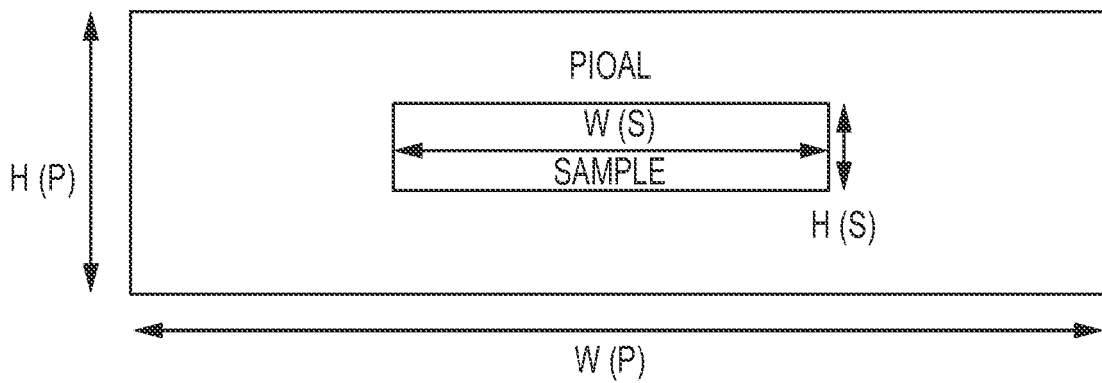 PIOAL
W (S)
SAMPLE
H (P)
H (S)
W (P)